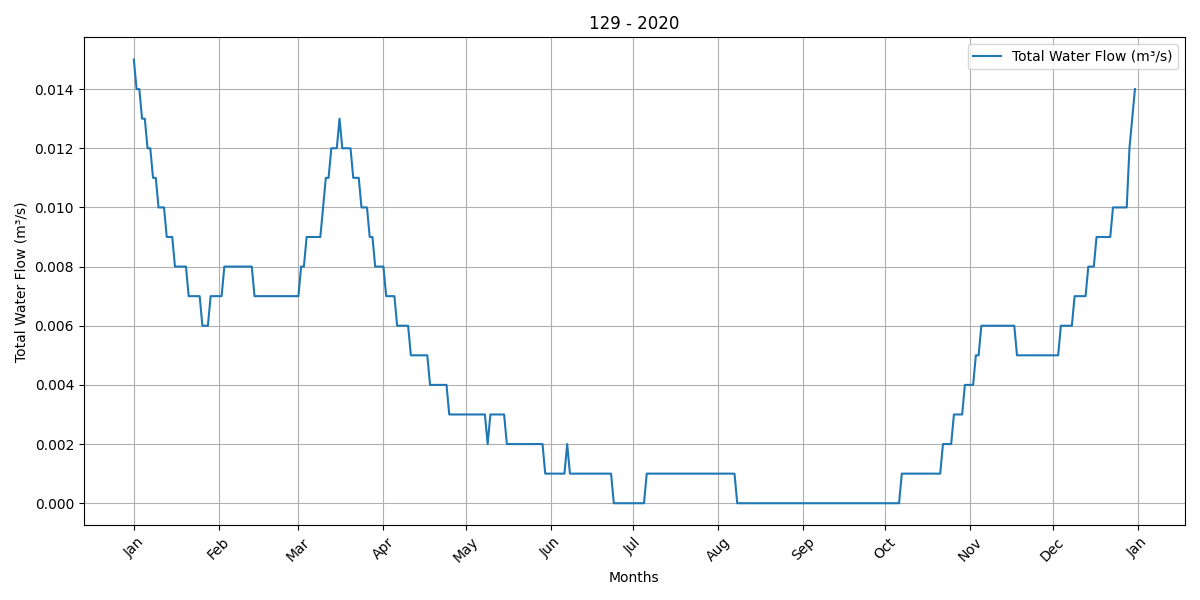 129 - 2020
Total Water Flow (m³/s)
Total Water Flow (m³/s)
0.014
0.012
0.010
0.008
0.006
0.004
0.002
0.000
Jan
Feb
Mar
Apr
May
Jun
Jul
Aug
Sep
Oct
Nov
Dec
Jan
Months